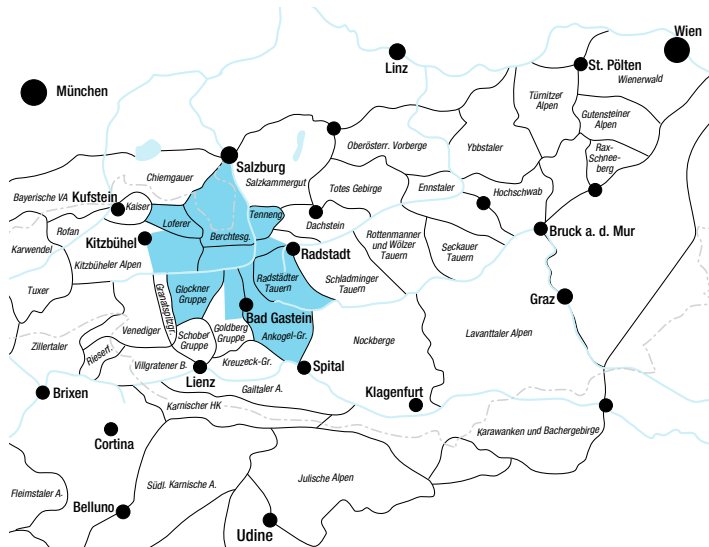 Wien
Linz
St. Pölten
Wienerwald
München
Türnitzer
Alpen
Gutensteiner
Alpen
Oberösterr. Vorberge
Ybbstaler
Rax-
Schnee-
berg
Salzburg
Chiemgauer
Salzkammergut
Bayerische VA
Kufstein
Kaiser
Totes Gebirge
Ennstaler
Hochschwab
Rofan
Loferer
Tenneng.
Dachstein
Bruck a. d. Mur
Karwendel
Kitzbühel
Berchtesg.
Radstadt
Rottenmanner
und Wölzer
Tauern
Seckauer
Tauern
Kitzbüheler Alpen
Tuxer
Granatspitzgr.
Glockner
Gruppe
Radstädter
Tauern
Schladminger
Tauern
Graz
Bad Gastein
Venediger
Schober
Gruppe
Goldberg
Gruppe
Ankogel-Gr.
Nockberge
Lavanttaler Alpen
Zillertaler
Rieserf.
Villgratener B.
Kreuzeck-Gr.
Spital
Lienz
Gailtaler A.
Brixen
Karnischer HK
Klagenfurt
Karawanken und Bachergebirge
Cortina
Fleimstaler A.
Südl. Karnische A.
Julische Alpen
Belluno
Udine